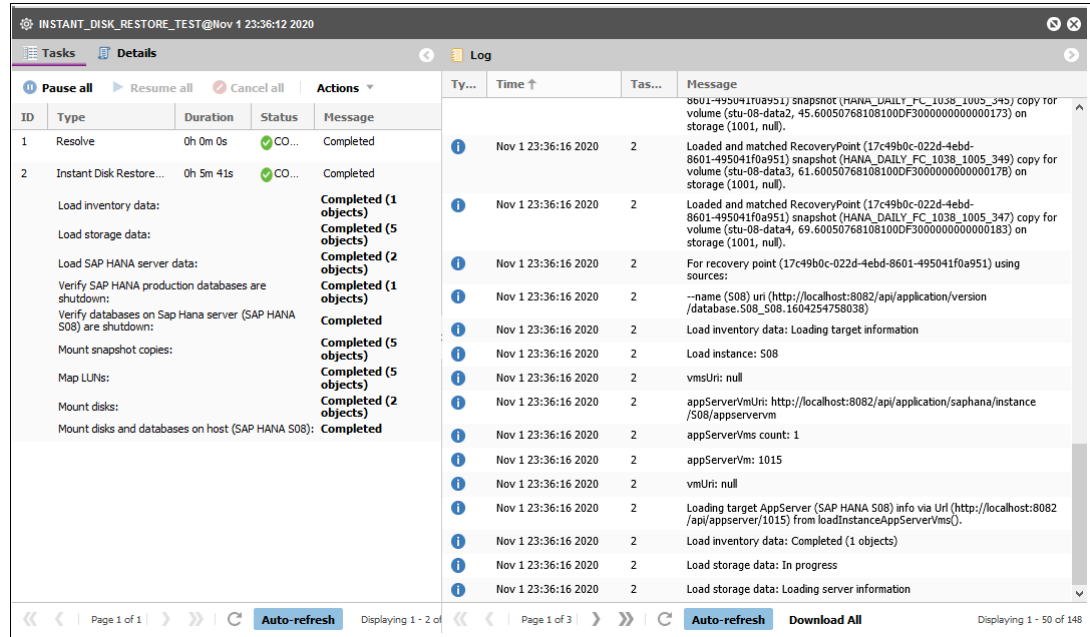 INSTANT_DISK_RESTORE_TEST@Nov 1 23:36:12 2020
Tasks Details
Pause all Resume all Cancel all Actions
ID Type Duration Status Message
1 Resolve 0h 0m 0s CO... Completed
2 Instant Disk Restore... 0h 5m 41s CO... Completed
Load inventory data: Completed (1
objects)
Load storage data: Completed (5
objects)
Load SAP HANA server data: Completed (2
objects)
Verify SAP HANA production databases are
shutdown: Completed (1
objects)
Verify databases on Sap Hana server (SAP HANA
S08) are shutdown: Completed
Mount snapshot copies: Completed (5
objects)
Map LUNs: Completed (5
objects)
Mount disks: Completed (2
objects)
Mount disks and databases on host (SAP HANA S08): Completed
Page 1 of 1 Auto-refresh Displaying 1 - 2 of
Log
Ty... Time Tas... Message
8601-495041f0a951) snapshot (HANA_DAILY_FC_1038_1005_345) copy for
volume (stu-08-data2, 45.60050768108100DF3000000000000173) on
storage (1001, null).
Nov 1 23:36:16 2020 2 Loaded and matched RecoveryPoint (17c49b0c-022d-4ebd-
8601-495041f0a951) snapshot (HANA_DAILY_FC_1038_1005_349) copy for
volume (stu-08-data3, 61.60050768108100DF300000000000017B) on
storage (1001, null).
Nov 1 23:36:16 2020 2 Loaded and matched RecoveryPoint (17c49b0c-022d-4ebd-
8601-495041f0a951) snapshot (HANA_DAILY_FC_1038_1005_347) copy for
volume (stu-08-data4, 69.60050768108100DF3000000000000183) on
storage (1001, null).
Nov 1 23:36:16 2020 2 For recovery point (17c49b0c-022d-4ebd-8601-495041f0a951) using
sources:
Nov 1 23:36:16 2020 2 --name (S08) uri (http://localhost:8082/api/application/version
/database.S08_S08.1604254758038)
Nov 1 23:36:16 2020 2 Load inventory data: Loading target information
Nov 1 23:36:16 2020 2 Load instance: S08
Nov 1 23:36:16 2020 2 vmsUri: null
Nov 1 23:36:16 2020 2 appServerVmUri: http://localhost:8082/api/application/saphana/instance
/S08/appservervm
Nov 1 23:36:16 2020 2 appServerVms count: 1
Nov 1 23:36:16 2020 2 appServerVm: 1015
Nov 1 23:36:16 2020 2 vmUri: null
Nov 1 23:36:16 2020 2 Loading target AppServer (SAP HANA S08) info via Url (http://localhost:8082
/api/appserver/1015) from loadInstanceAppServerVms().
Nov 1 23:36:16 2020 2 Load inventory data: Completed (1 objects)
Nov 1 23:36:16 2020 2 Load storage data: In progress
Nov 1 23:36:16 2020 2 Load storage data: Loading server information
Page 1 of 3 Auto-refresh Download All Displaying 1 - 50 of 148